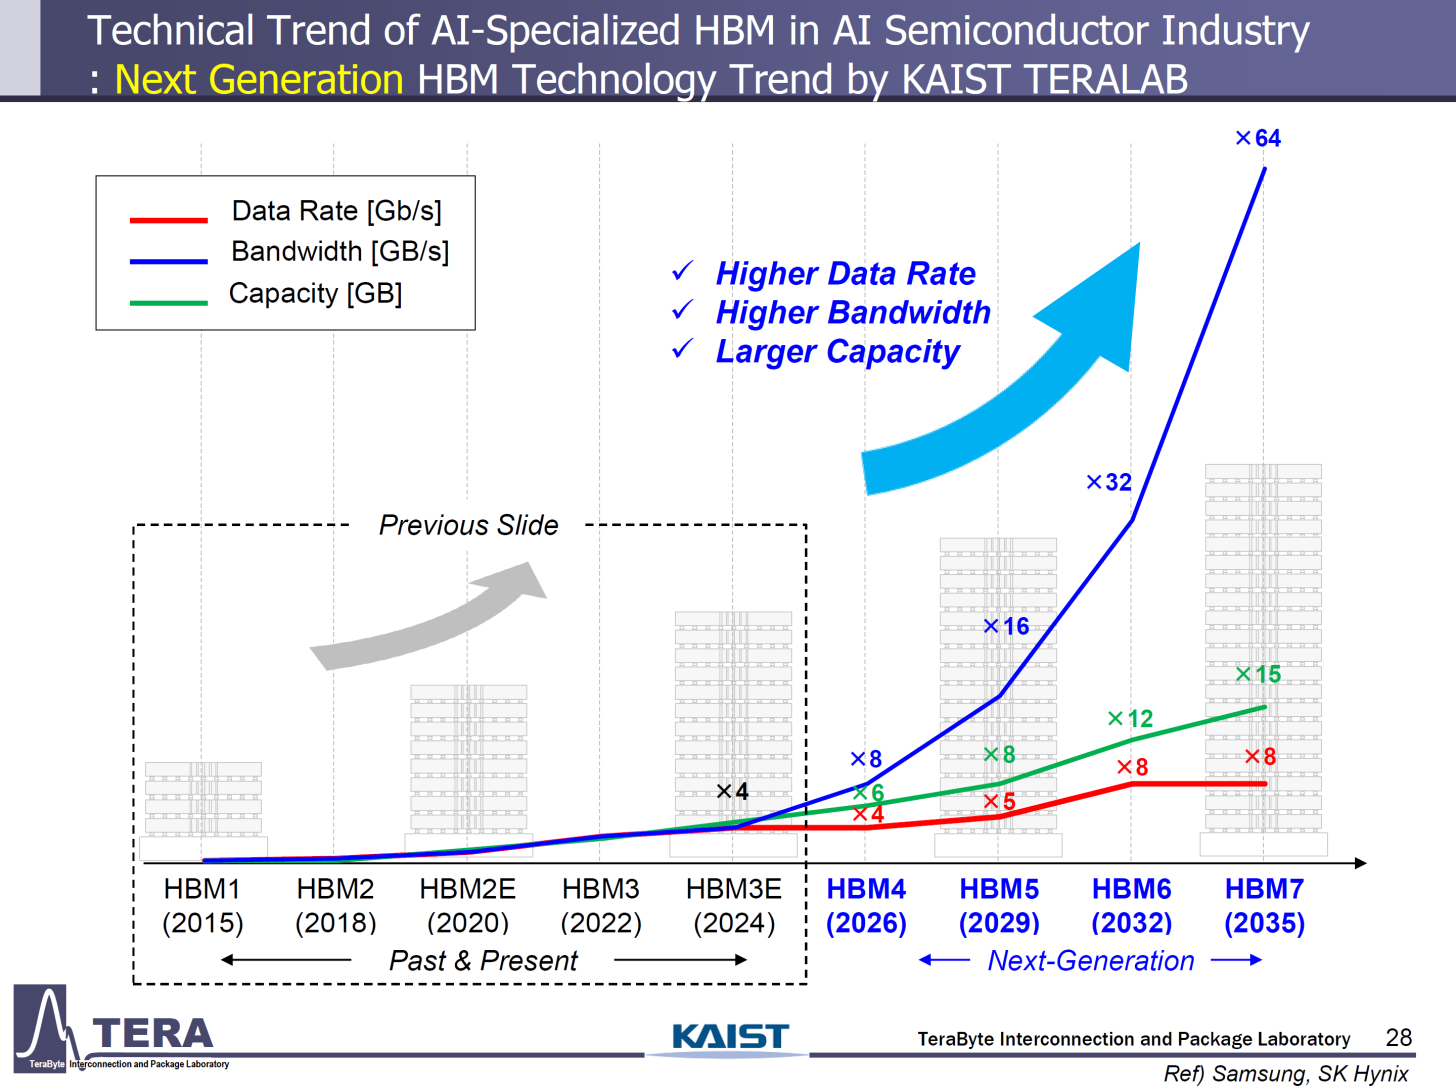 Technical Trend of AI-Specialized HBM in AI Semiconductor Industry
: Next Generation HBM Technology Trend by KAIST TERALAB
Data Rate [Gb/s]
Bandwidth [GB/s]
Capacity [GB]
✓ Higher Data Rate
✓ Higher Bandwidth
✓ Larger Capacity
×64
×32
Previous Slide
×16
×15
×12
×8
×8
×8
×8
×4
×6
×5
×4
HBM1 HBM2 HBM2E HBM3 HBM3E HBM4 HBM5 HBM6 HBM7
(2015) (2018) (2020) (2022) (2024) (2026) (2029) (2032) (2035)
Past & Present
Next-Generation
TERA
TeraByte Interconnection and Package Laboratory
KAIST
TeraByte Interconnection and Package Laboratory 28
Ref) Samsung, SK Hynix